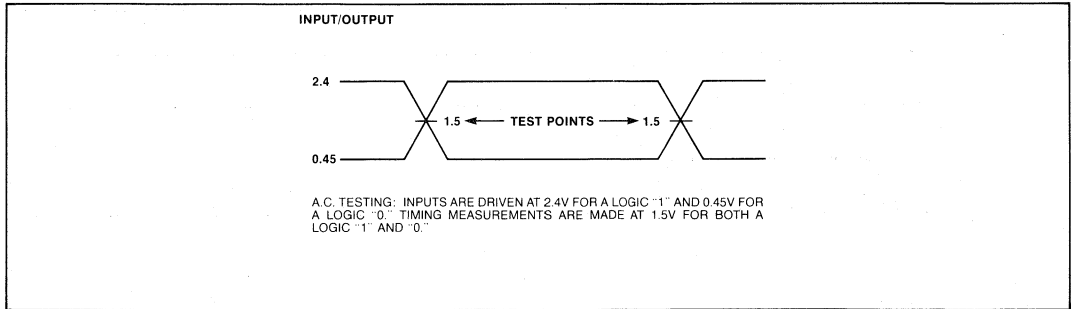 INPUT/OUTPUT
2.4
1.5 TEST POINTS 1.5
0.45
A.C. TESTING: INPUTS ARE DRIVEN AT 2.4V FOR A LOGIC "1" AND 0.45V FOR
A LOGIC "0." TIMING MEASUREMENTS ARE MADE AT 1.5V FOR BOTH A
LOGIC "1" AND "0."